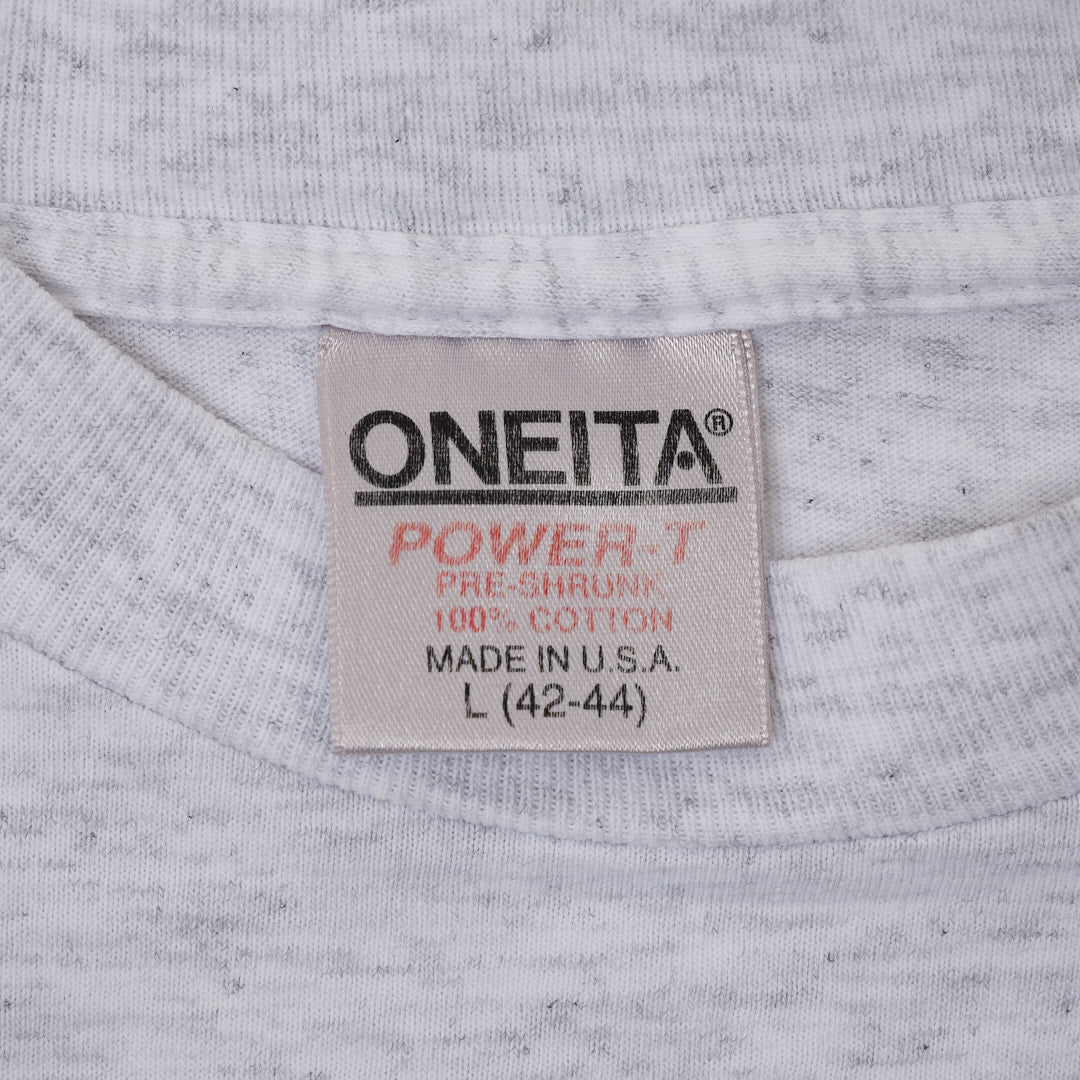 ONEITA®
POWER-T
PRE-SHRUNK
100% COTTON
MADE IN U.S.A.
L (42-44)